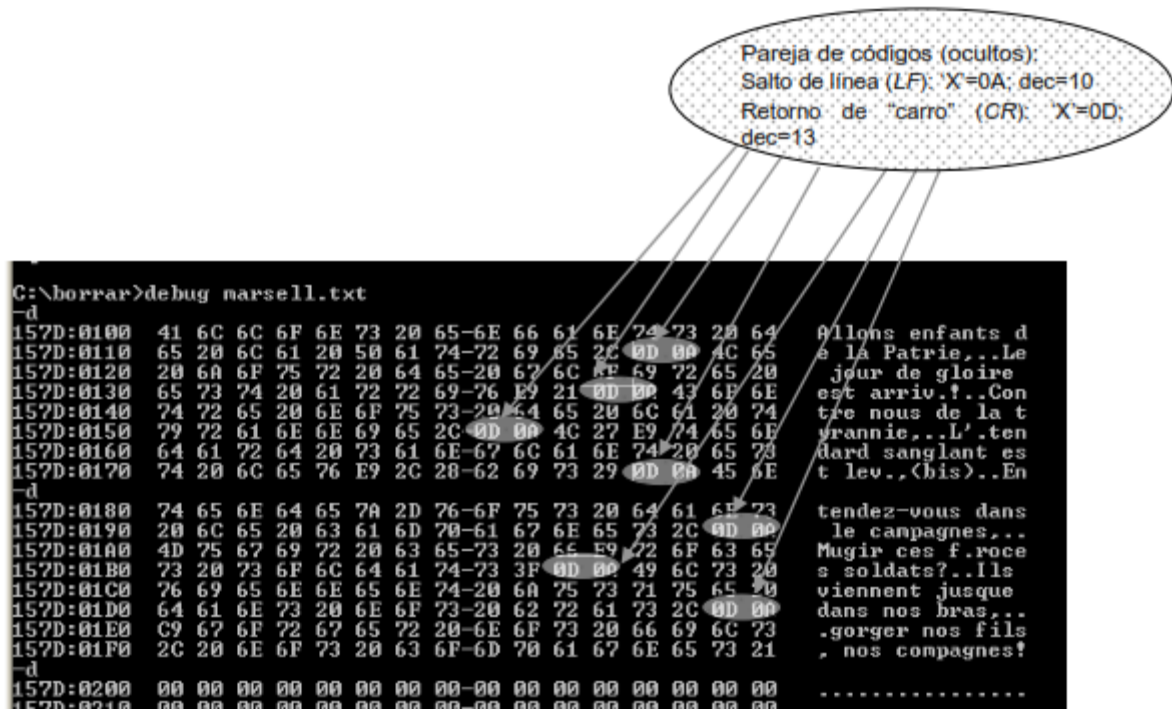 Pareja de códigos (ocultos):
Salto de línea (LF): 'X'=0A; dec=10
Retorno de "carro" (CR): 'X'=0D;
dec=13
C:\borrar>debug marsell.txt
-d
157D:0100 41 6C 6C 6F 6E 73 20 65-6E 66 61 6E 74 73 20 64 Allons enfants d
157D:0110 65 20 6C 61 20 50 61 74-72 69 65 2C 0D 0A 4C 65 e la Patrie,..Le
157D:0120 20 6A 6F 75 72 20 64 65-20 67 6C 6F 69 72 65 20 jour de gloire
157D:0130 65 73 74 20 61 72 72 69-76 E9 21 0D 0A 43 6F 6E est arriv.!..Con
157D:0140 74 72 65 20 6E 6F 75 73-20 64 65 20 6C 61 20 74 tre nous de la t
157D:0150 79 72 61 6E 6E 69 65 2C-0D 0A 4C 27 E9 74 65 6E yrannie,..L'.ten
157D:0160 64 61 72 64 20 73 61 6E-67 6C 61 6E 74 20 65 73 dard sanglant es
157D:0170 74 20 6C 65 76 E9 2C 28-62 69 73 29 0D 0A 45 6E t lev.,(bis)..En
-d
157D:0180 74 65 6E 64 65 7A 2D 76-6F 75 73 20 64 61 6E 73 tendez-vous dans
157D:0190 20 6C 65 20 63 61 6D 70-61 67 6E 65 73 2C 0D 0A le campagnes,..
157D:01A0 4D 75 67 69 72 20 63 65-73 20 66 E9 72 6F 63 65 Mugir ces f.roce
157D:01B0 73 20 73 6F 6C 64 61 74-73 3F 0D 0A 49 6C 73 20 s soldats?..Ils
157D:01C0 76 69 65 6E 6E 65 6E 74-20 6A 75 73 71 75 65 20 viennent jusque
157D:01D0 64 61 6E 73 20 6E 6F 73-20 62 72 61 73 2C 0D 0A dans nos bras,..
157D:01E0 C9 67 6F 72 67 65 72 20-6E 6F 73 20 66 69 6C 73 .gorger nos fils
157D:01F0 2C 20 6E 6F 73 20 63 6F-6D 70 61 67 6E 65 73 21 , nos compagnes!
-d
157D:0200 00 00 00 00 00 00 00 00-00 00 00 00 00 00 00 00 ................
157D:0210 00 00 00 00 00 00 00 00-00 00 00 00 00 00 00 00